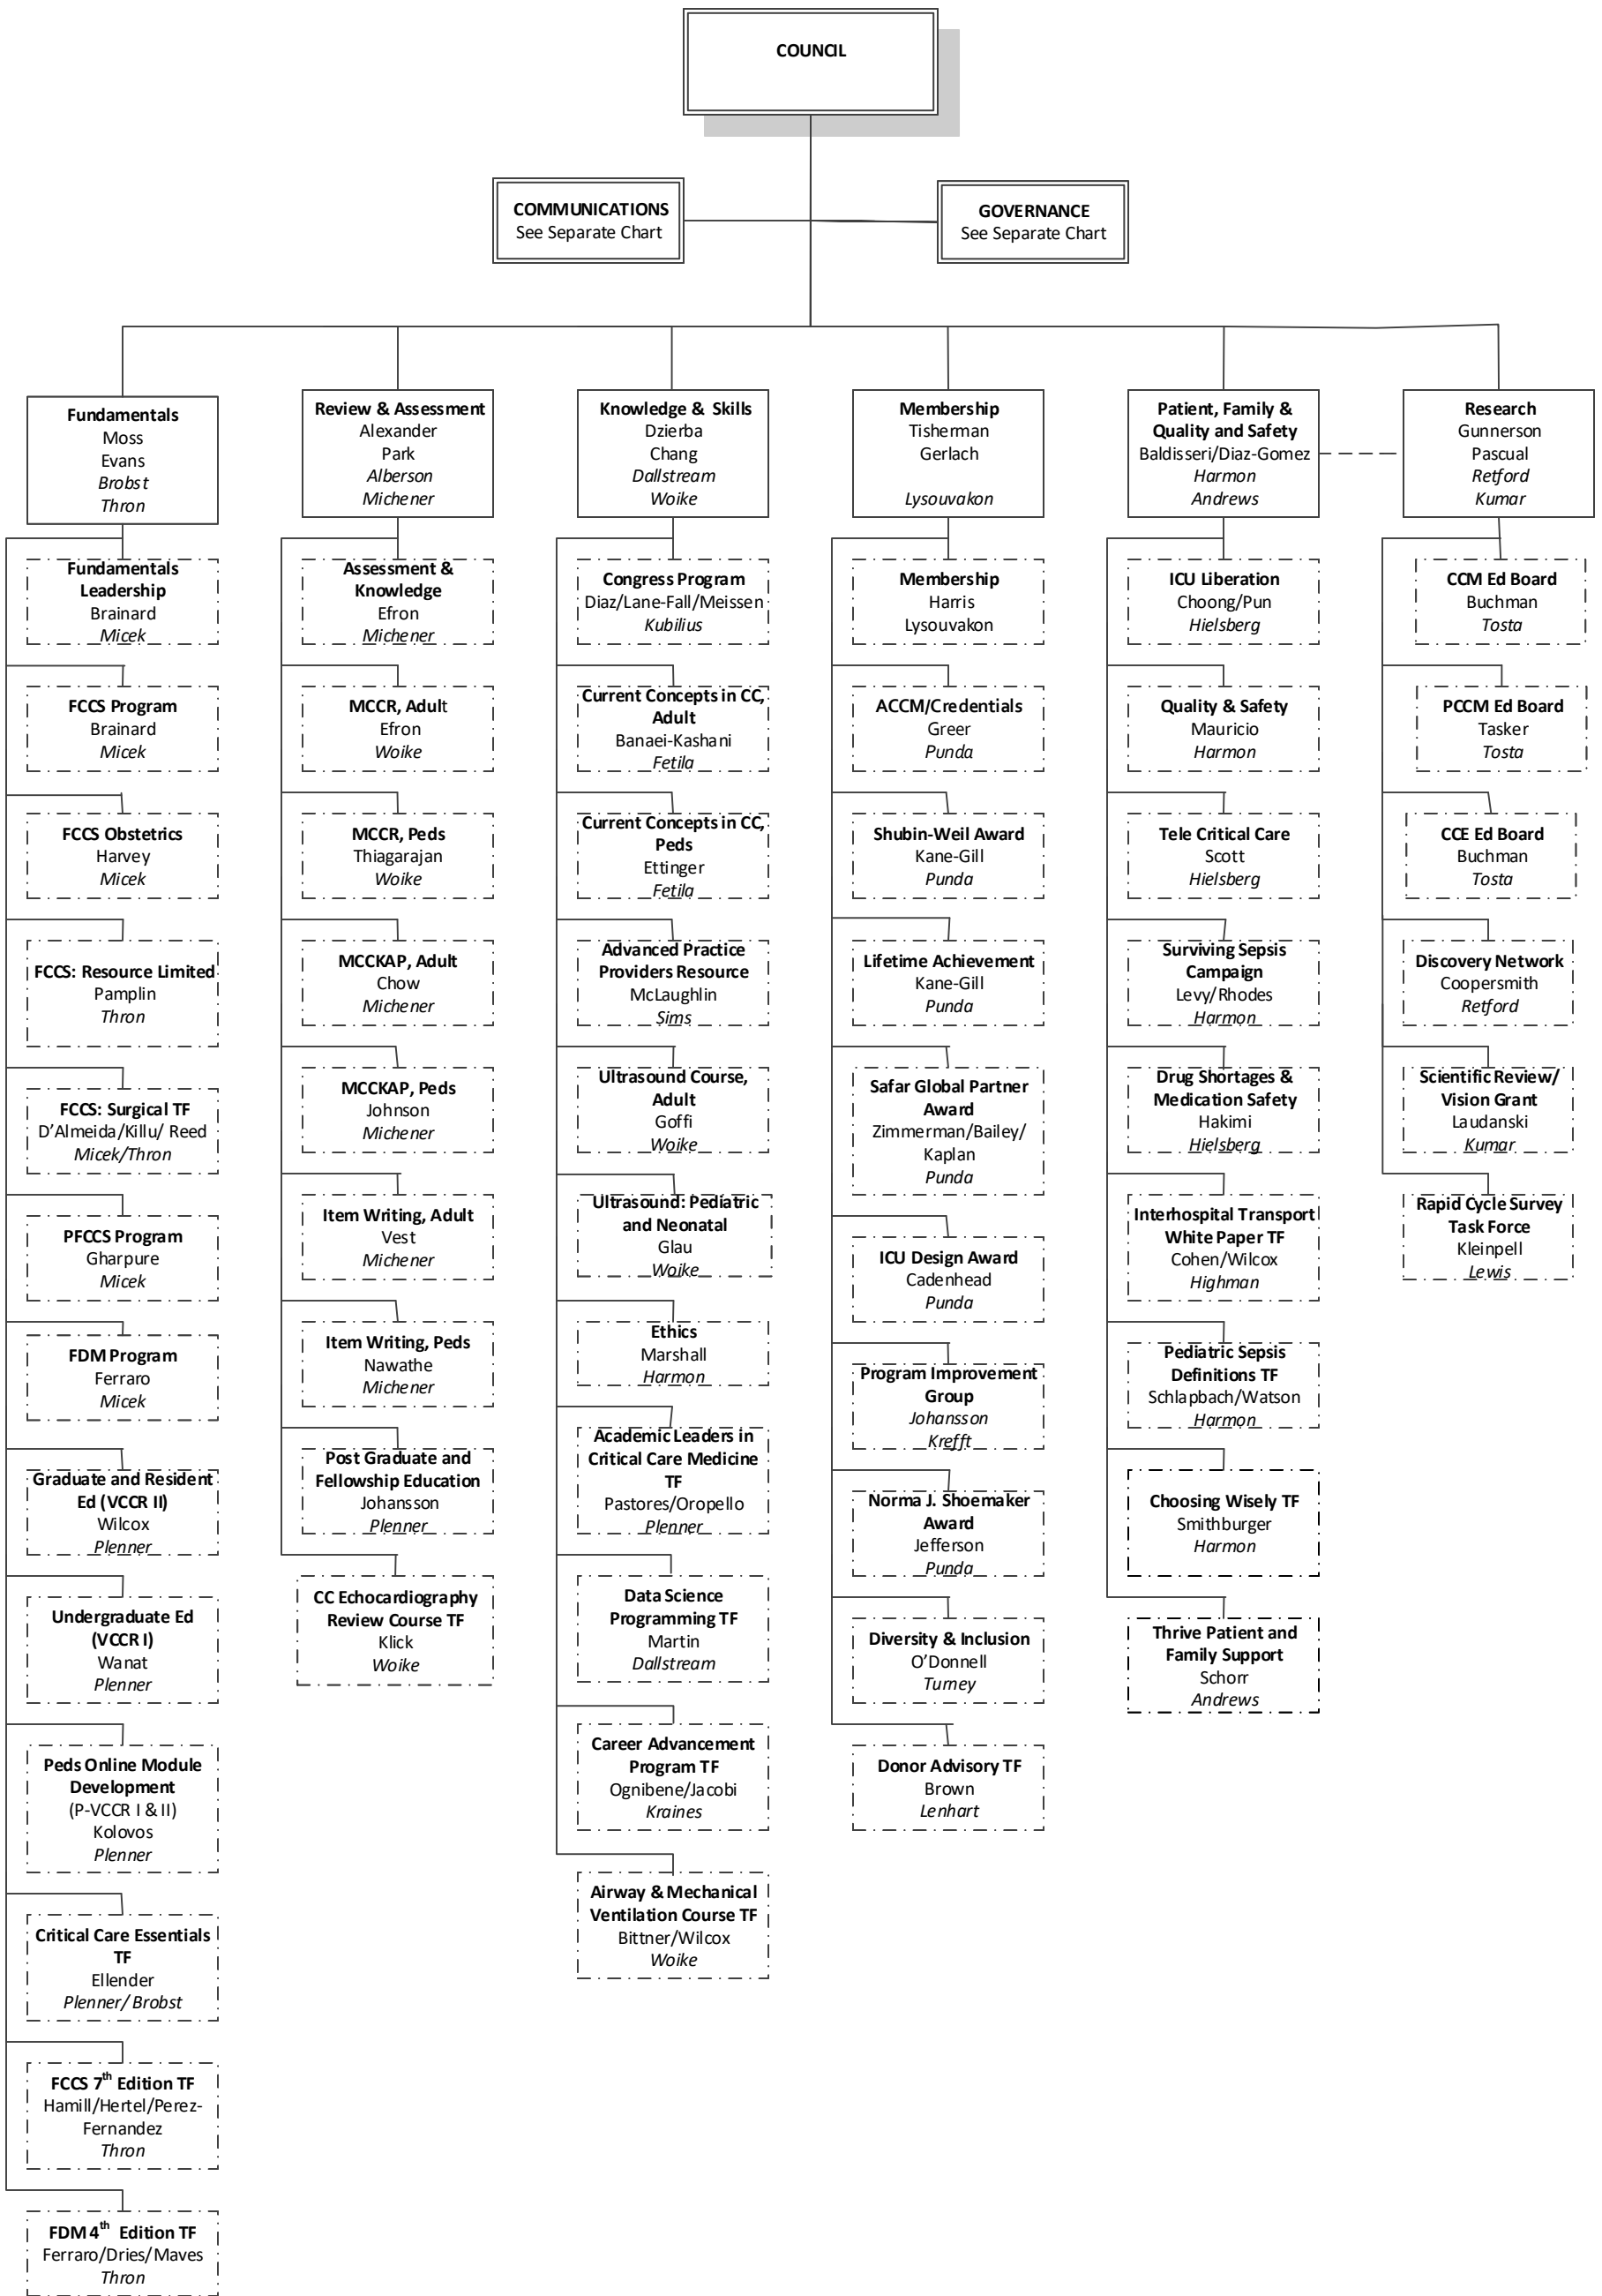 COUNCIL
COMMUNICATIONS
See Separate Chart
GOVERNANCE
See Separate Chart
Fundamentals
Moss
Evans
Brobst
Thron
Fundamentals
Leadership
Brainard
Micek
FCCS Program
Brainard
Micek
FCCS Obstetrics
Harvey
Micek
FCCS: Resource Limited
Pamplin
Thron
FCCS: Surgical TF
D’Almeida/Killu/ Reed
Micek/Thron
PFCCS Program
Gharpure
Micek
FDM Program
Ferraro
Micek
Graduate and Resident
Ed (VCCR II)
Wilcox
Plenner
Undergraduate Ed
(VCCR I)
Wanat
Plenner
Peds Online Module
Development
(P-VCCR I & II)
Kolovos
Plenner
Critical Care Essentials
TF
Ellender
Plenner/ Brobst
FCCS 7th Edition TF
Hamill/Hertel/Perez-
Fernandez
Thron
FDM 4th Edition TF
Ferraro/Dries/Maves
Thron
Review & Assessment
Alexander
Park
Alberson
Michener
Assessment &
Knowledge
Efron
Michener
MCCR, Adult
Efron
Woike
MCCR, Peds
Thiagarajan
Woike
MCCKAP, Adult
Chow
Michener
MCCKAP, Peds
Johnson
Michener
Item Writing, Adult
Vest
Michener
Item Writing, Peds
Nawathe
Michener
Post Graduate and
Fellowship Education
Johansson
Plenner
CC Echocardiography
Review Course TF
Klick
Woike
Knowledge & Skills
Dzierba
Chang
Dallstream
Woike
Congress Program
Diaz/Lane-Fall/Meissen
Kubilius
Current Concepts in CC,
Adult
Banaei-Kashani
Fetila
Current Concepts in CC,
Peds
Ettinger
Fetila
Advanced Practice
Providers Resource
McLaughlin
Sims
Ultrasound Course,
Adult
Goffi
Woike
Ultrasound: Pediatric
and Neonatal
Glau
Woike
Ethics
Marshall
Harmon
Academic Leaders in
Critical Care Medicine
TF
Pastores/Oropello
Plenner
Data Science
Programming TF
Martin
Dallstream
Career Advancement
Program TF
Ognibene/Jacobi
Kraines
Airway & Mechanical
Ventilation Course TF
Bittner/Wilcox
Woike
Membership
Tisherman
Gerlach
Lysouvakon
Membership
Harris
Lysouvakon
ACCM/Credentials
Greer
Punda
Shubin-Weil Award
Kane-Gill
Punda
Lifetime Achievement
Kane-Gill
Punda
Safar Global Partner
Award
Zimmerman/Bailey/
Kaplan
Punda
ICU Design Award
Cadenhead
Punda
Program Improvement
Group
Johansson
Krefft
Norma J. Shoemaker
Award
Jefferson
Punda
Diversity & Inclusion
O’Donnell
Turney
Donor Advisory TF
Brown
Lenhart
Patient, Family &
Quality and Safety
Baldisseri/Diaz-Gomez
Harmon
Andrews
ICU Liberation
Choong/Pun
Hielsberg
Quality & Safety
Mauricio
Harmon
Tele Critical Care
Scott
Hielsberg
Surviving Sepsis
Campaign
Levy/Rhodes
Harmon
Drug Shortages &
Medication Safety
Hakimi
Hielsberg
Interhospital Transport
White Paper TF
Cohen/Wilcox
Highman
Pediatric Sepsis
Definitions TF
Schlapbach/Watson
Harmon
Choosing Wisely TF
Smithburger
Harmon
Thrive Patient and
Family Support
Schorr
Andrews
Research
Gunnerson
Pascual
Retford
Kumar
CCM Ed Board
Buchman
Tosta
PCCM Ed Board
Tasker
Tosta
CCE Ed Board
Buchman
Tosta
Discovery Network
Coopersmith
Retford
Scientific Review/
Vision Grant
Laudanski
Kumar
Rapid Cycle Survey
Task Force
Kleinpell
Lewis